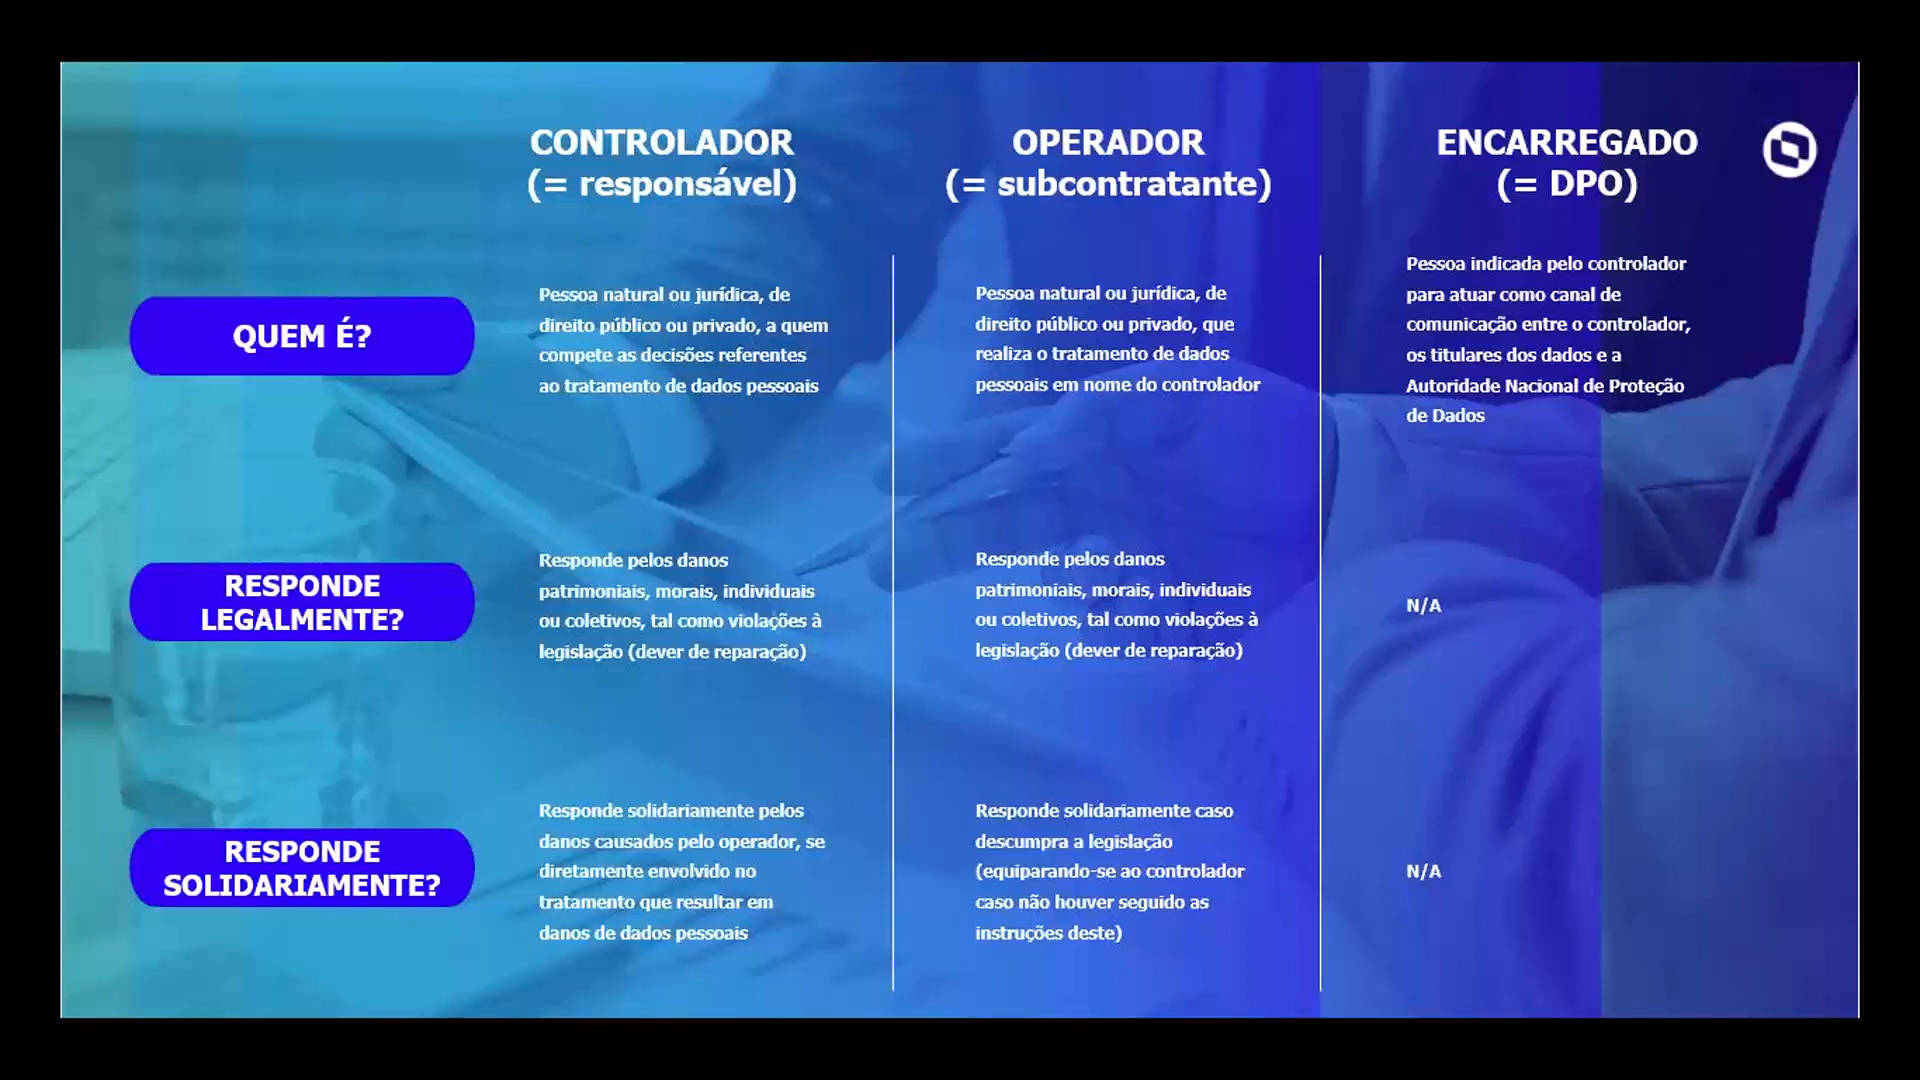 CONTROLADOR
(= responsável)
OPERADOR
(= subcontratante)
ENCARREGADO
(= DPO)
QUEM É?
Pessoa natural ou jurídica, de
direito público ou privado, a quem
compete as decisões referentes
ao tratamento de dados pessoais
Pessoa natural ou jurídica, de
direito público ou privado, que
realiza o tratamento de dados
pessoais em nome do controlador
Pessoa indicada pelo controlador
para atuar como canal de
comunicação entre o controlador,
os titulares dos dados e a
Autoridade Nacional de Proteção
de Dados
RESPONDE
LEGALMENTE?
Responde pelos danos
patrimoniais, morais, individuais
ou coletivos, tal como violações à
legislação (dever de reparação)
Responde pelos danos
patrimoniais, morais, individuais
ou coletivos, tal como violações à
legislação (dever de reparação)
N/A
RESPONDE
SOLIDARIAMENTE?
Responde solidariamente pelos
danos causados pelo operador, se
diretamente envolvido no
tratamento que resultar em
danos de dados pessoais
Responde solidariamente caso
descumpra a legislação
(equiparando-se ao controlador
caso não houver seguido as
instruções deste)
N/A